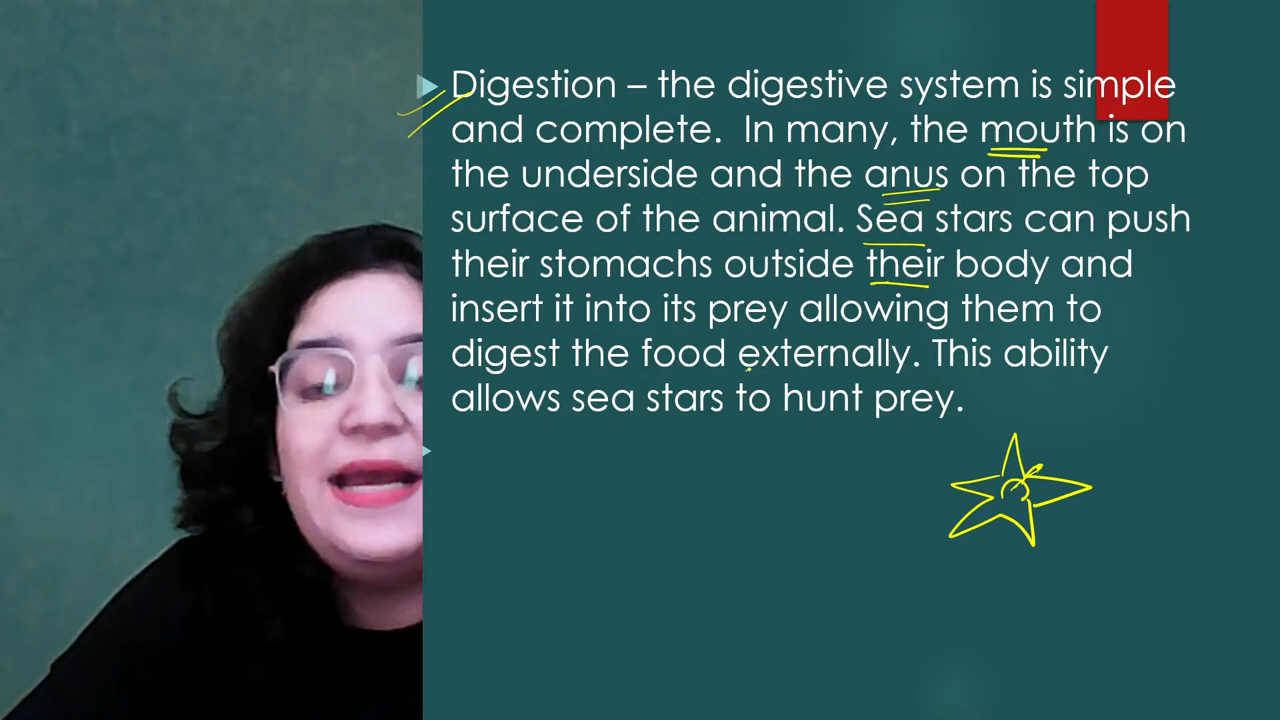 Digestion – the digestive system is simple
and complete.  In many, the mouth is on
the underside and the anus on the top
surface of the animal. Sea stars can push
their stomachs outside their body and
insert it into its prey allowing them to
digest the food externally. This ability
allows sea stars to hunt prey.